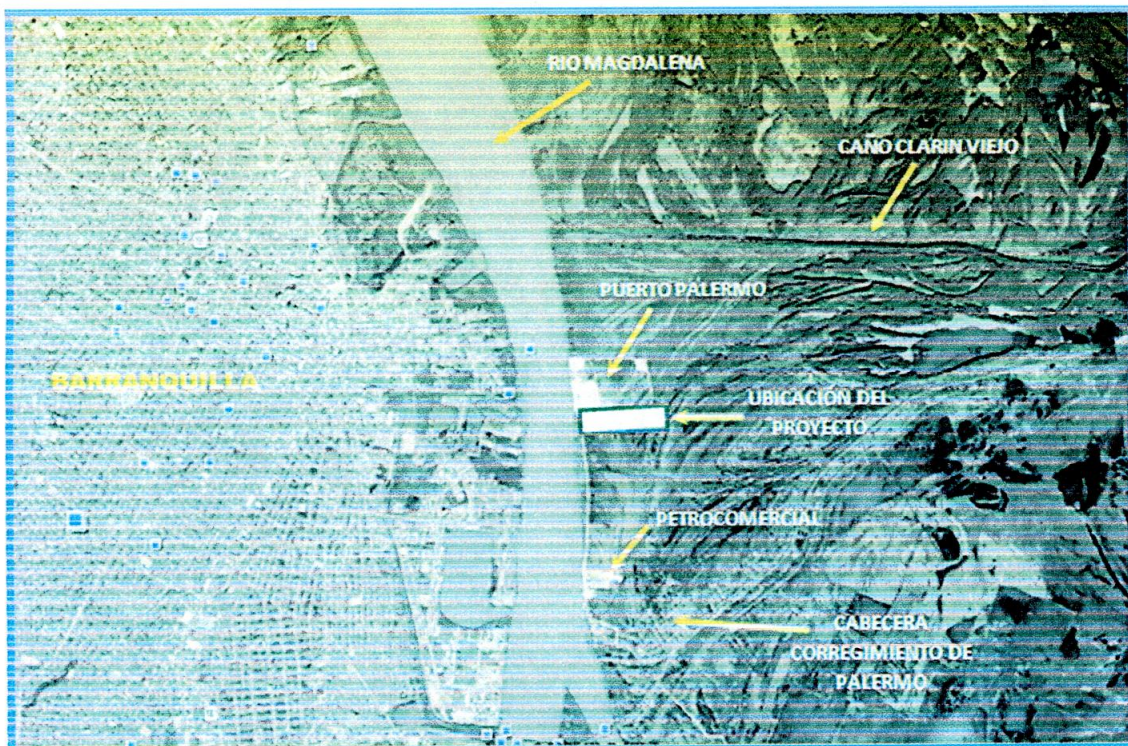 RIO MAGDALENA
CAÑO CLARIN VIEJO
PUERTO PALERMO
BARRANQUILLA
UBICACIÓN DEL
PROYECTO
PETROCOMERCIAL
CABECERA
CORREGIMIENTO DE
PALERMO